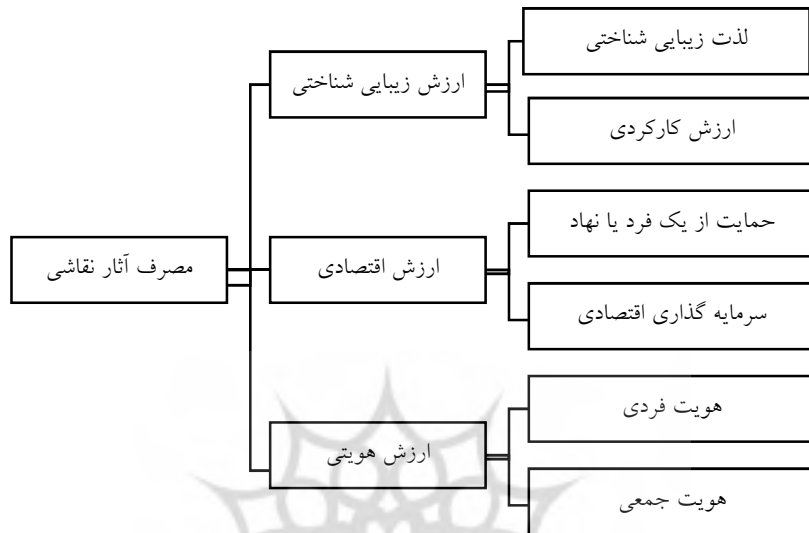 لذت زیبایی شناختی
ارزش زیبایی شناختی
ارزش کارکردی
حمایت از یک فرد یا نهاد
مصرف آثار نقاشی
ارزش اقتصادی
سرمایه گذاری اقتصادی
هویت فردی
ارزش هویتی
هویت جمعی